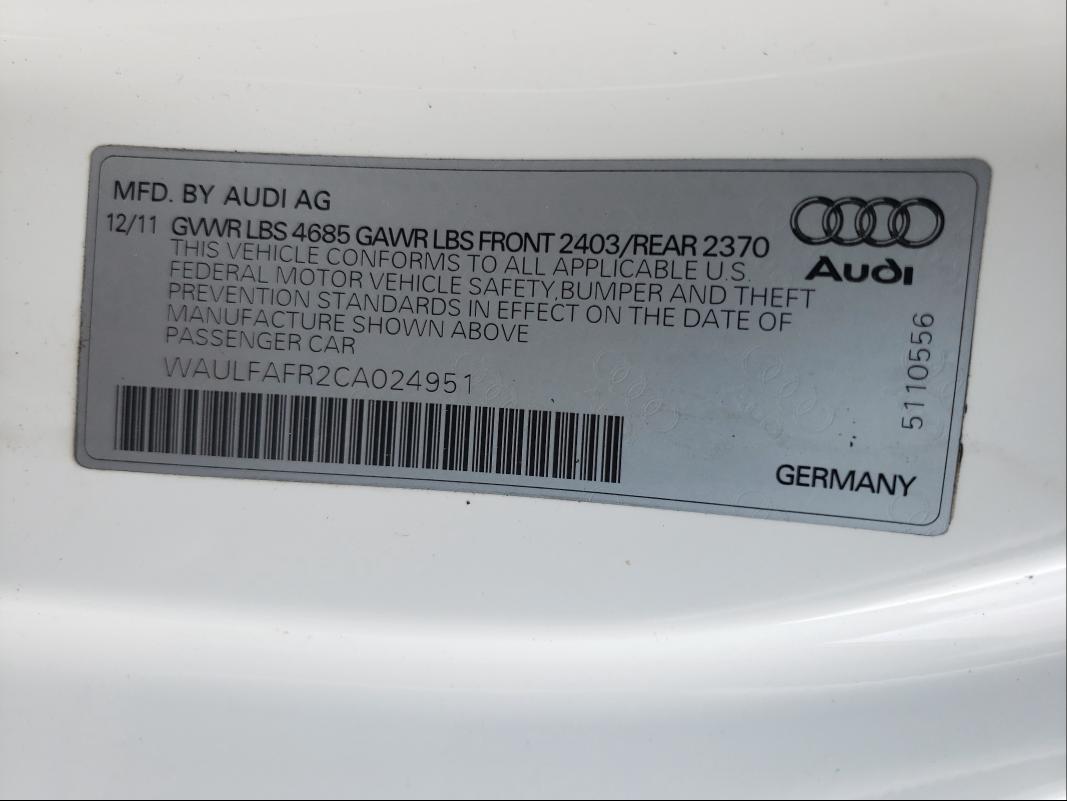 MFD. BY AUDI AG
12/11 GVWR LBS 4685 GAWR LBS FRONT 2403/REAR 2370
THIS VEHICLE CONFORMS TO ALL APPLICABLE U.S.
FEDERAL MOTOR VEHICLE SAFETY,BUMPER AND THEFT
PREVENTION STANDARDS IN EFFECT ON THE DATE OF
MANUFACTURE SHOWN ABOVE
PASSENGER CAR
WAULFAFR2CA024951
Audi
5110556
GERMANY